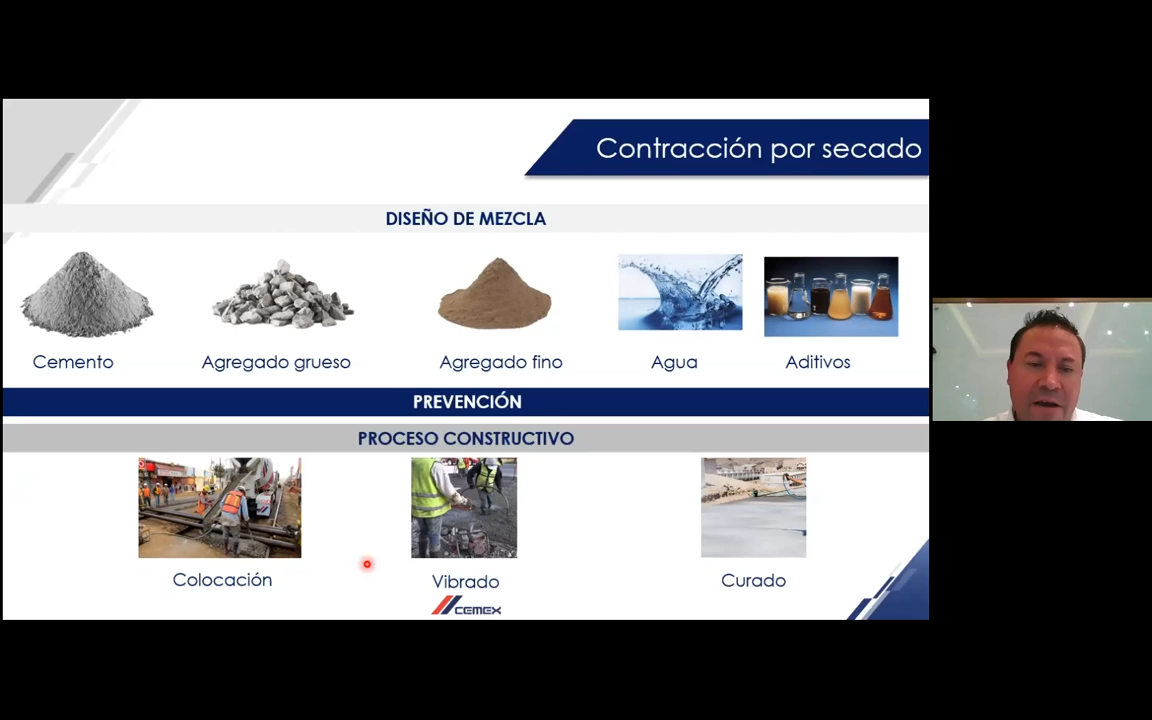 Contracción por secado
DISEÑO DE MEZCLA
Cemento
Agregado grueso
Agregado fino
Agua
Aditivos
PREVENCIÓN
PROCESO CONSTRUCTIVO
Colocación
Vibrado
Curado
CEMEX